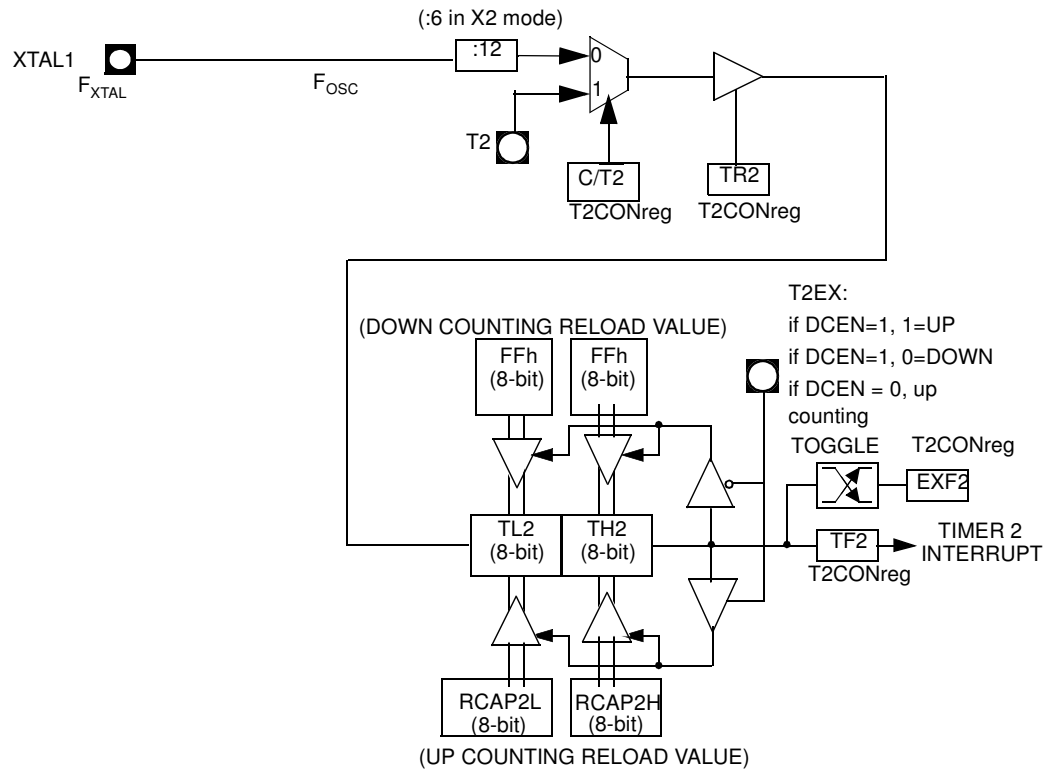 (:6 in X2 mode)
XTAL1
:12
0
F_XTAL
F_OSC
1
T2
C/T2
TR2
T2CONreg
T2CONreg
T2EX:
if DCEN=1, 1=UP
if DCEN=1, 0=DOWN
if DCEN = 0, up
counting
(DOWN COUNTING RELOAD VALUE)
FFh
(8-bit)
FFh
(8-bit)
TOGGLE
T2CONreg
EXF2
TL2
(8-bit)
TH2
(8-bit)
TF2
T2CONreg
TIMER 2
INTERRUPT
RCAP2L
(8-bit)
RCAP2H
(8-bit)
(UP COUNTING RELOAD VALUE)